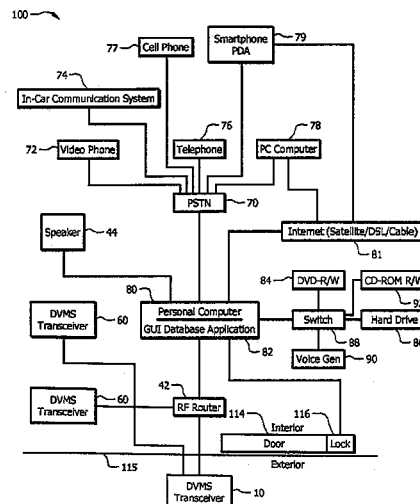 100
77
Cell Phone
Smartphone
PDA
79
74
In-Car Communication System
76
78
72
Video Phone
Telephone
PC Computer
PSTN
70
Internet (Satellite/DSL/Cable)
81
Speaker
44
84
DVD-R/W
CD-ROM R/W
92
80
Personal Computer
GUI Database Application
82
Switch
88
Hard Drive
86
Voice Gen
90
DVMS
Transceiver
60
42
RF Router
DVMS
Transceiver
60
114
Interior
116
Door
Lock
115
Exterior
DVMS
Transceiver
10